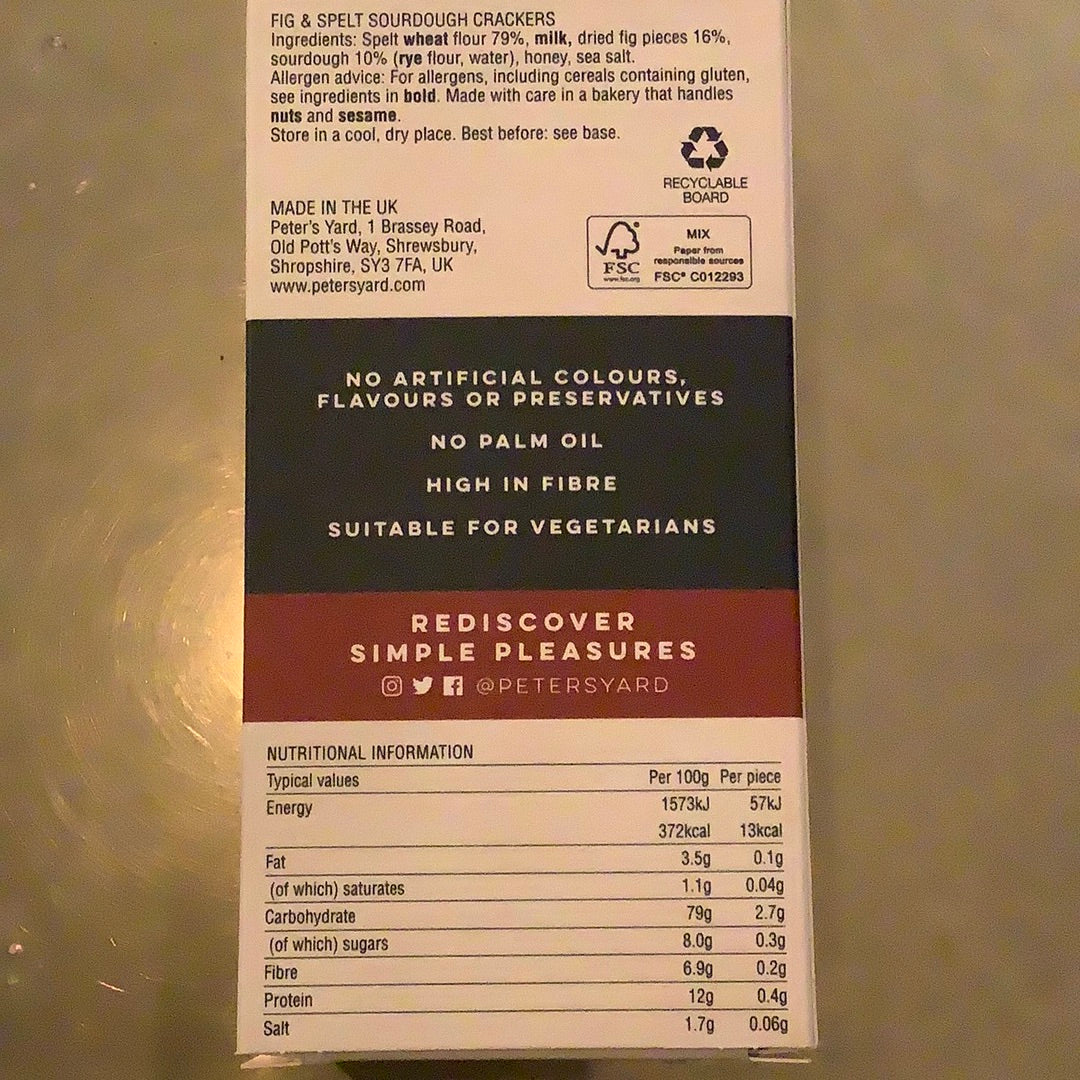 FIG & SPELT SOURDOUGH CRACKERS
Ingredients: Spelt wheat flour 79%, milk, dried fig pieces 16%,
sourdough 10% (rye flour, water), honey, sea salt.
Allergen advice: For allergens, including cereals containing gluten,
see ingredients in bold. Made with care in a bakery that handles
nuts and sesame.
Store in a cool, dry place. Best before: see base.
RECYCLABLE
BOARD
MADE IN THE UK
Peter's Yard, 1 Brassey Road,
Old Pott's Way, Shrewsbury,
Shropshire, SY3 7FA, UK
www.petersyard.com
FSC
www.fsc.org
MIX
Paper from
responsible sources
FSC® C012293
NO ARTIFICIAL COLOURS,
FLAVOURS OR PRESERVATIVES
NO PALM OIL
HIGH IN FIBRE
SUITABLE FOR VEGETARIANS
REDISCOVER
SIMPLE PLEASURES
@PETERSYARD
NUTRITIONAL INFORMATION
Typical values Per 100g Per piece
Energy 1573kJ 57kJ
372kcal 13kcal
Fat 3.5g 0.1g
(of which) saturates 1.1g 0.04g
Carbohydrate 79g 2.7g
(of which) sugars 8.0g 0.3g
Fibre 6.9g 0.2g
Protein 12g 0.4g
Salt 1.7g 0.06g